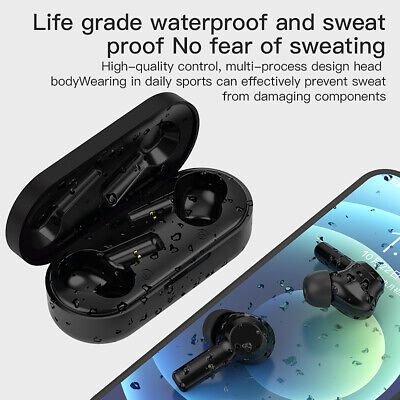 Life grade waterproof and sweat
proof No fear of sweating
High-quality control, multi-process design head
bodyWearing in daily sports can effectively prevent sweat
from damaging components